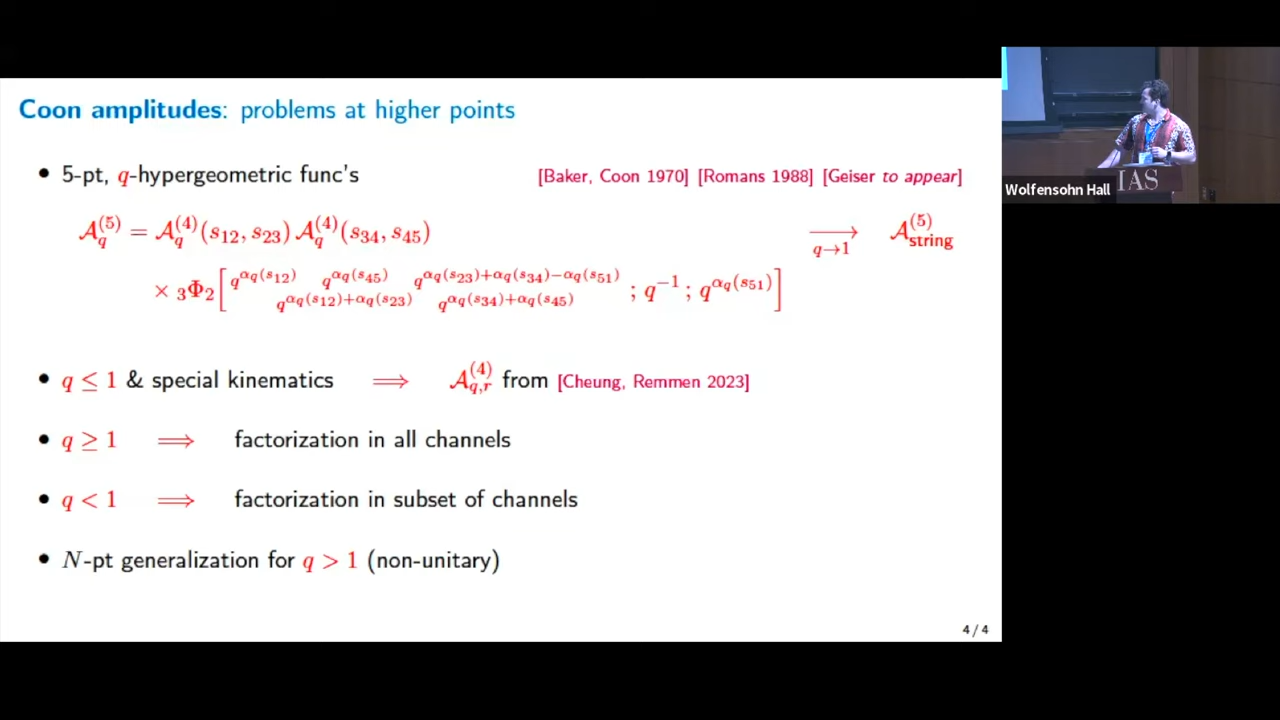 Coon amplitudes: problems at higher points
• 5-pt, q-hypergeometric func's [Baker, Coon 1970] [Romans 1988] [Geiser to appear]
𝒜_q^{(5)} = 𝒜_q^{(4)}(s_{12}, s_{23}) 𝒜_q^{(4)}(s_{34}, s_{45}) ⟶_{q→1} 𝒜_{string}^{(5)}
× ₃Φ₂[ q^{α_q(s_{12})} q^{α_q(s_{45})} q^{α_q(s_{23})+α_q(s_{34})−α_q(s_{51})}
q^{α_q(s_{12})+α_q(s_{23})} q^{α_q(s_{34})+α_q(s_{45})} ; q^{−1} ; q^{α_q(s_{51})} ]
• q ≤ 1 & special kinematics ⟹ 𝒜_{q,r}^{(4)} from [Cheung, Remmen 2023]
• q ≥ 1 ⟹ factorization in all channels
• q < 1 ⟹ factorization in subset of channels
• N-pt generalization for q > 1 (non-unitary)
4 / 4
Wolfensohn Hall
IAS